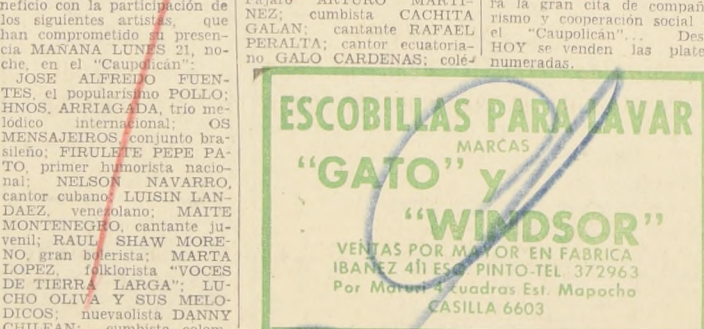 neficio con la participación de
los siguientes artistas, que
han comprometido su presen-
cia MAÑANA LUNES 21, no-
che, en el "Caupolicán":
JOSE ALFREDO FUEN-
TES, el popularísimo POLLO;
HNOS. ARRIAGADA, trío me-
lódico internacional; OS
MENSAJEIROS, conjunto bra-
sileño; FIRULETE PEPE PA-
TO, primer humorista nacio-
nal; NELSON NAVARRO,
cantor cubano; LUISIN LAN-
DAEZ, venezolano; MAITE
MONTENEGRO, cantante ju-
venil; RAUL SHAW MORE-
NO, gran bolerista; MARTA
LOPEZ, folklorista "VOCES
DE TIERRA LARGA"; LU-
CHO OLIVA Y SUS MELO-
DICOS; nuevaolista DANNY
CHILEAN; cumbista colom-
Pájaro ARTURO MARTI-
NEZ; cumbista CACHITA
GALAN; cantante RAFAEL
PERALTA; cantor ecuatoria-
no GALO CARDENAS; colé-
ra la gran cita de compañ
rismo y cooperación social
el "Caupolicán"... Des
HOY se venden las plate
numeradas.
ESCOBILLAS PARA LAVAR
MARCAS
"GATO" y
"WINDSOR"
VENTAS POR MAYOR EN FABRICA
IBAÑEZ 411 ESQ. PINTO-TEL. 372963
Por Maruri 4 cuadras Est. Mapocho
CASILLA 6603